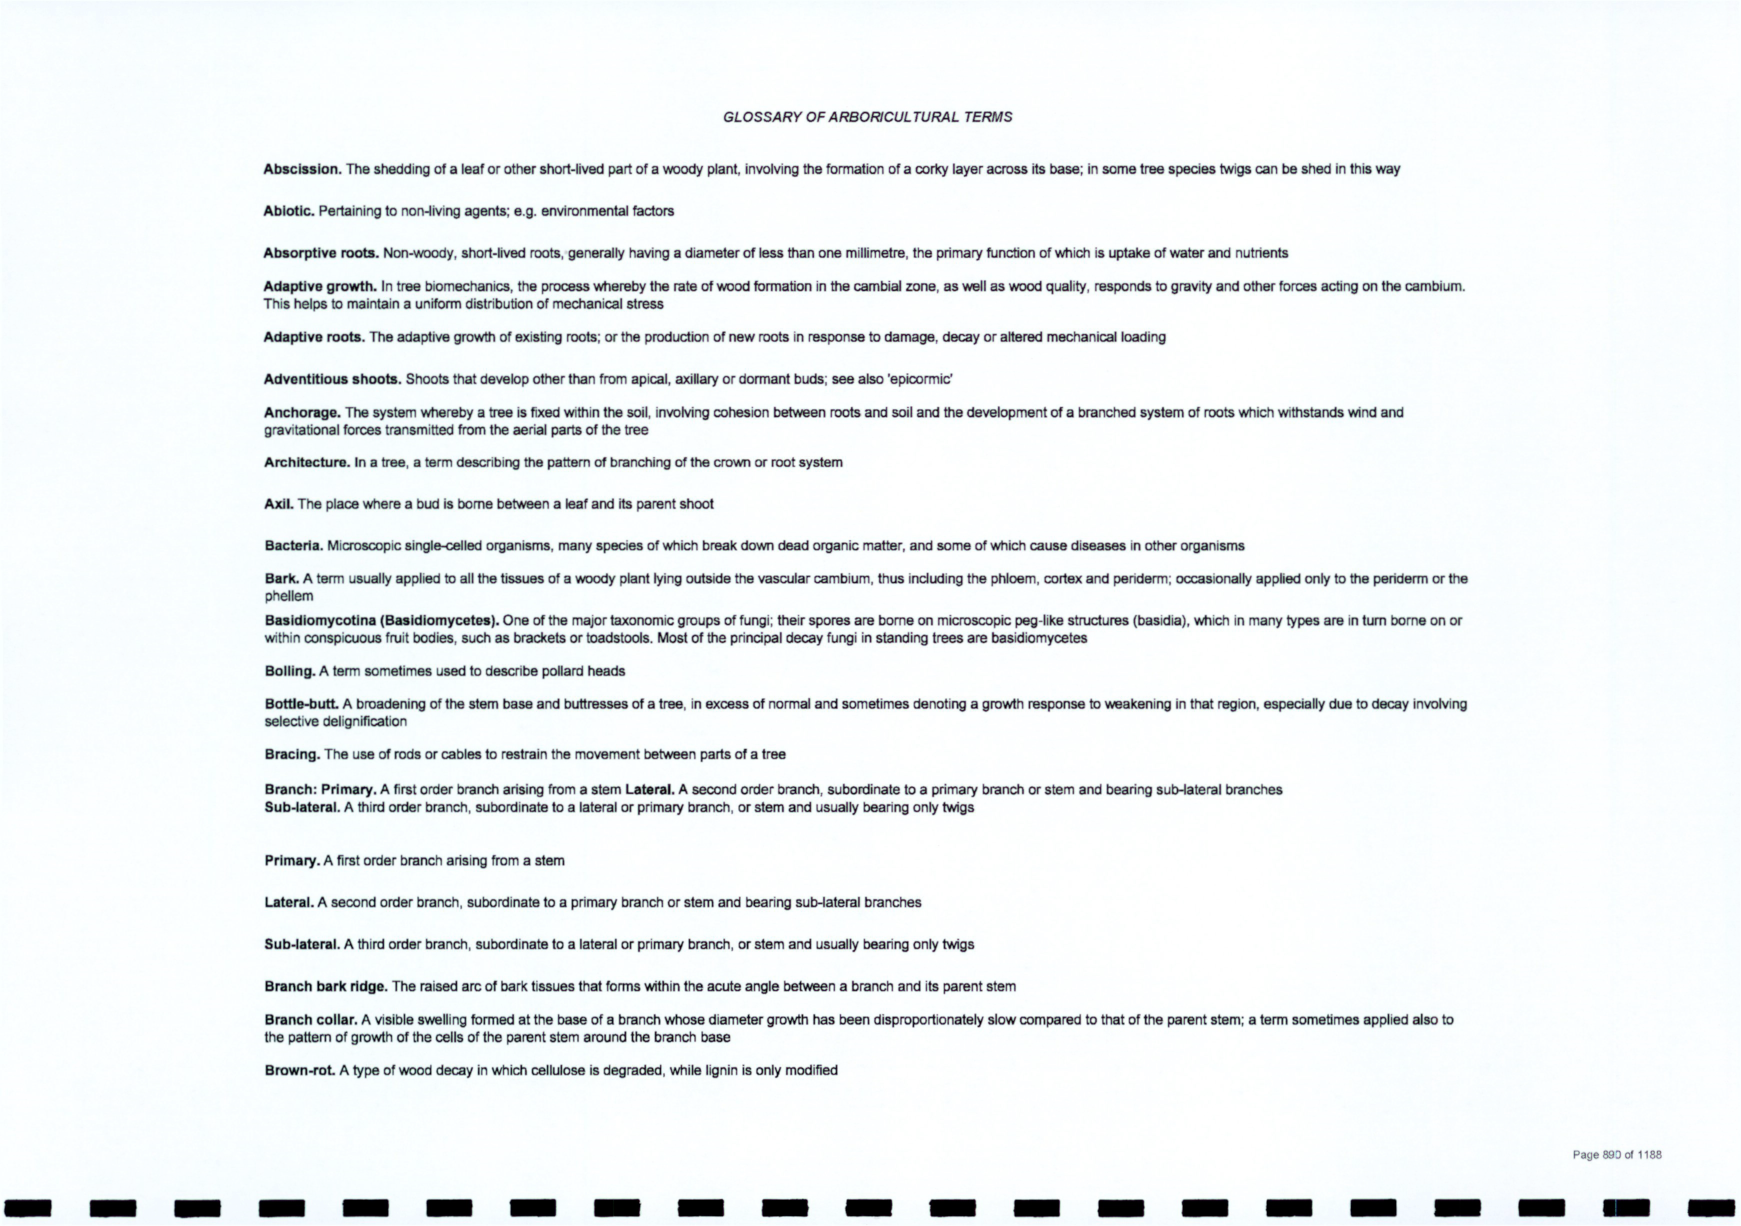 GLOSSARY OF ARBORICULTURAL TERMS
Abscission. The shedding of a leaf or other short-lived part of a woody plant, involving the formation of a corky layer across its base; in some tree species twigs can be shed in this way
Abiotic. Pertaining to non-living agents; e.g. environmental factors
Absorptive roots. Non-woody, short-lived roots, generally having a diameter of less than one millimetre, the primary function of which is uptake of water and nutrients
Adaptive growth. In tree biomechanics, the process whereby the rate of wood formation in the cambial zone, as well as wood quality, responds to gravity and other forces acting on the cambium.
This helps to maintain a uniform distribution of mechanical stress
Adaptive roots. The adaptive growth of existing roots; or the production of new roots in response to damage, decay or altered mechanical loading
Adventitious shoots. Shoots that develop other than from apical, axillary or dormant buds; see also 'epicormic'
Anchorage. The system whereby a tree is fixed within the soil, involving cohesion between roots and soil and the development of a branched system of roots which withstands wind and
gravitational forces transmitted from the aerial parts of the tree
Architecture. In a tree, a term describing the pattern of branching of the crown or root system
Axil. The place where a bud is borne between a leaf and its parent shoot
Bacteria. Microscopic single-celled organisms, many species of which break down dead organic matter, and some of which cause diseases in other organisms
Bark. A term usually applied to all the tissues of a woody plant lying outside the vascular cambium, thus including the phloem, cortex and periderm; occasionally applied only to the periderm or the
phellem
Basidiomycotina (Basidiomycetes). One of the major taxonomic groups of fungi; their spores are borne on microscopic peg-like structures (basidia), which in many types are in turn borne on or
within conspicuous fruit bodies, such as brackets or toadstools. Most of the principal decay fungi in standing trees are basidiomycetes
Bolling. A term sometimes used to describe pollard heads
Bottle-butt. A broadening of the stem base and buttresses of a tree, in excess of normal and sometimes denoting a growth response to weakening in that region, especially due to decay involving
selective delignification
Bracing. The use of rods or cables to restrain the movement between parts of a tree
Branch: Primary. A first order branch arising from a stem Lateral. A second order branch, subordinate to a primary branch or stem and bearing sub-lateral branches
Sub-lateral. A third order branch, subordinate to a lateral or primary branch, or stem and usually bearing only twigs
Primary. A first order branch arising from a stem
Lateral. A second order branch, subordinate to a primary branch or stem and bearing sub-lateral branches
Sub-lateral. A third order branch, subordinate to a lateral or primary branch, or stem and usually bearing only twigs
Branch bark ridge. The raised arc of bark tissues that forms within the acute angle between a branch and its parent stem
Branch collar. A visible swelling formed at the base of a branch whose diameter growth has been disproportionately slow compared to that of the parent stem; a term sometimes applied also to
the pattern of growth of the cells of the parent stem around the branch base
Brown-rot. A type of wood decay in which cellulose is degraded, while lignin is only modified
Page 890 of 1188